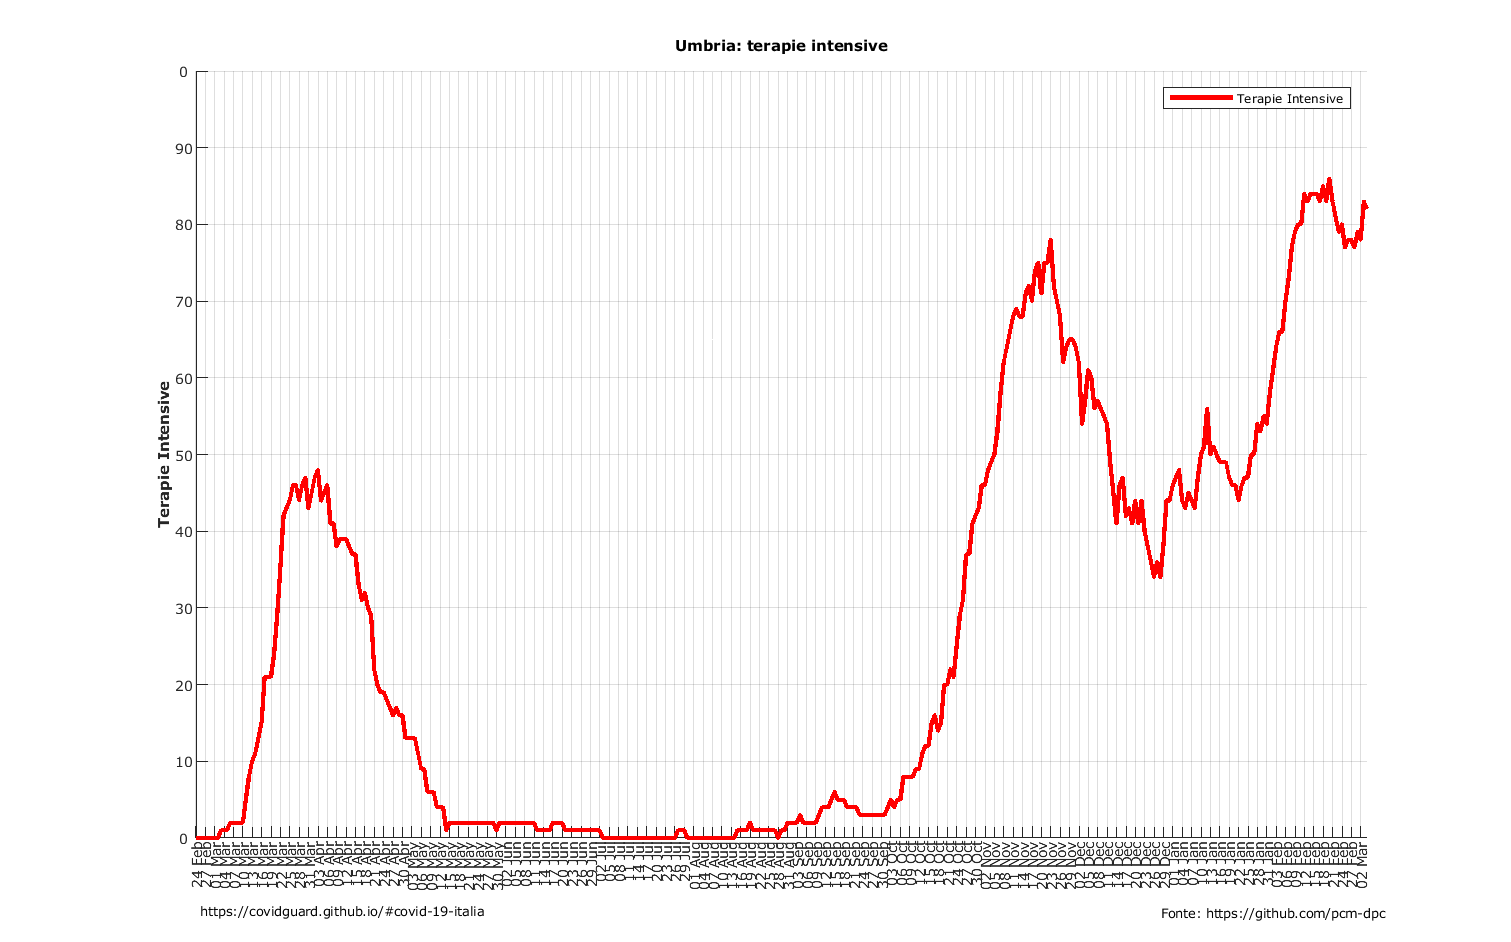 Umbria: terapie intensive
Terapie Intensive
0
90
80
70
60
50
40
30
20
10
0
Terapie Intensive
24 Feb
27 Feb
01 Mar
04 Mar
07 Mar
10 Mar
13 Mar
16 Mar
19 Mar
22 Mar
25 Mar
28 Mar
31 Mar
03 Apr
06 Apr
09 Apr
12 Apr
15 Apr
18 Apr
21 Apr
24 Apr
27 Apr
30 Apr
03 May
06 May
09 May
12 May
15 May
18 May
21 May
24 May
27 May
30 May
02 Jun
05 Jun
08 Jun
11 Jun
14 Jun
17 Jun
20 Jun
23 Jun
26 Jun
29 Jun
02 Jul
05 Jul
08 Jul
11 Jul
14 Jul
17 Jul
20 Jul
23 Jul
26 Jul
29 Jul
01 Aug
04 Aug
07 Aug
10 Aug
13 Aug
16 Aug
19 Aug
22 Aug
25 Aug
28 Aug
31 Aug
03 Sep
06 Sep
09 Sep
12 Sep
15 Sep
18 Sep
21 Sep
24 Sep
27 Sep
30 Sep
03 Oct
06 Oct
09 Oct
12 Oct
15 Oct
18 Oct
21 Oct
24 Oct
27 Oct
30 Oct
02 Nov
05 Nov
08 Nov
11 Nov
14 Nov
17 Nov
20 Nov
23 Nov
26 Nov
29 Nov
02 Dec
05 Dec
08 Dec
11 Dec
14 Dec
17 Dec
20 Dec
23 Dec
26 Dec
29 Dec
01 Jan
04 Jan
07 Jan
10 Jan
13 Jan
16 Jan
19 Jan
22 Jan
25 Jan
28 Jan
31 Jan
03 Feb
06 Feb
09 Feb
12 Feb
15 Feb
18 Feb
21 Feb
24 Feb
27 Feb
02 Mar
https://covidguard.github.io/#covid-19-italia
Fonte: https://github.com/pcm-dpc